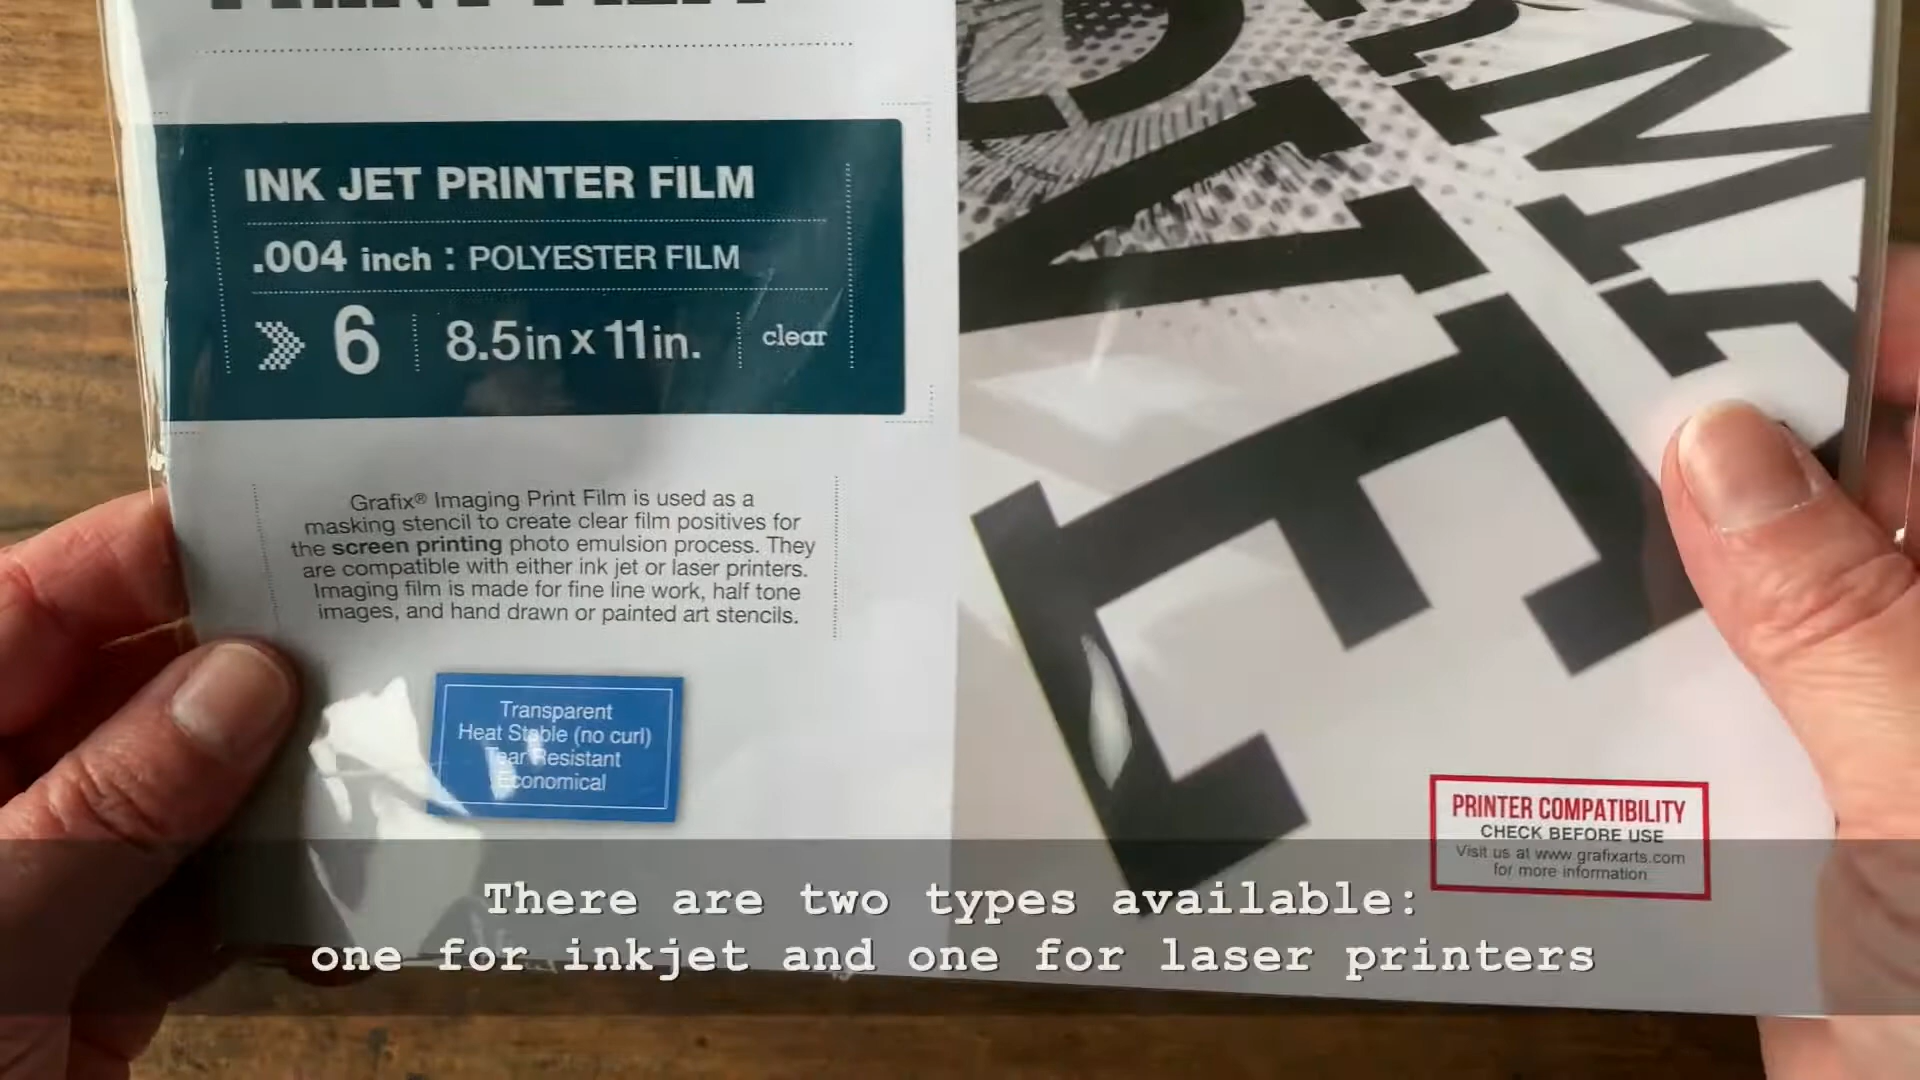 PRINT FILM
INK JET PRINTER FILM
.004 inch : POLYESTER FILM
6 8.5in x 11in. clear
Grafix® Imaging Print Film is used as a
masking stencil to create clear film positives for
the screen printing photo emulsion process. They
are compatible with either ink jet or laser printers.
Imaging film is made for fine line work, half tone
images, and hand drawn or painted art stencils.
Transparent
Heat Stable (no curl)
Tear Resistant
Economical
PRINTER COMPATIBILITY
CHECK BEFORE USE
Visit us at www.grafixarts.com
for more information
There are two types available:
one for inkjet and one for laser printers